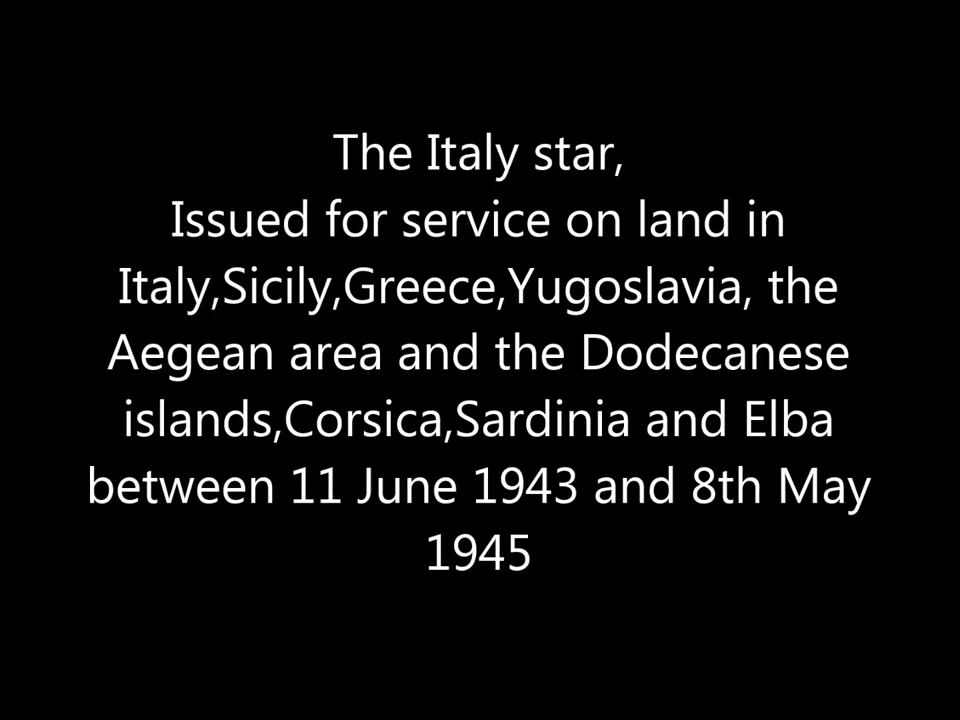 The Italy star,
Issued for service on land in
Italy,Sicily,Greece,Yugoslavia, the
Aegean area and the Dodecanese
islands,Corsica,Sardinia and Elba
between 11 June 1943 and 8th May
1945